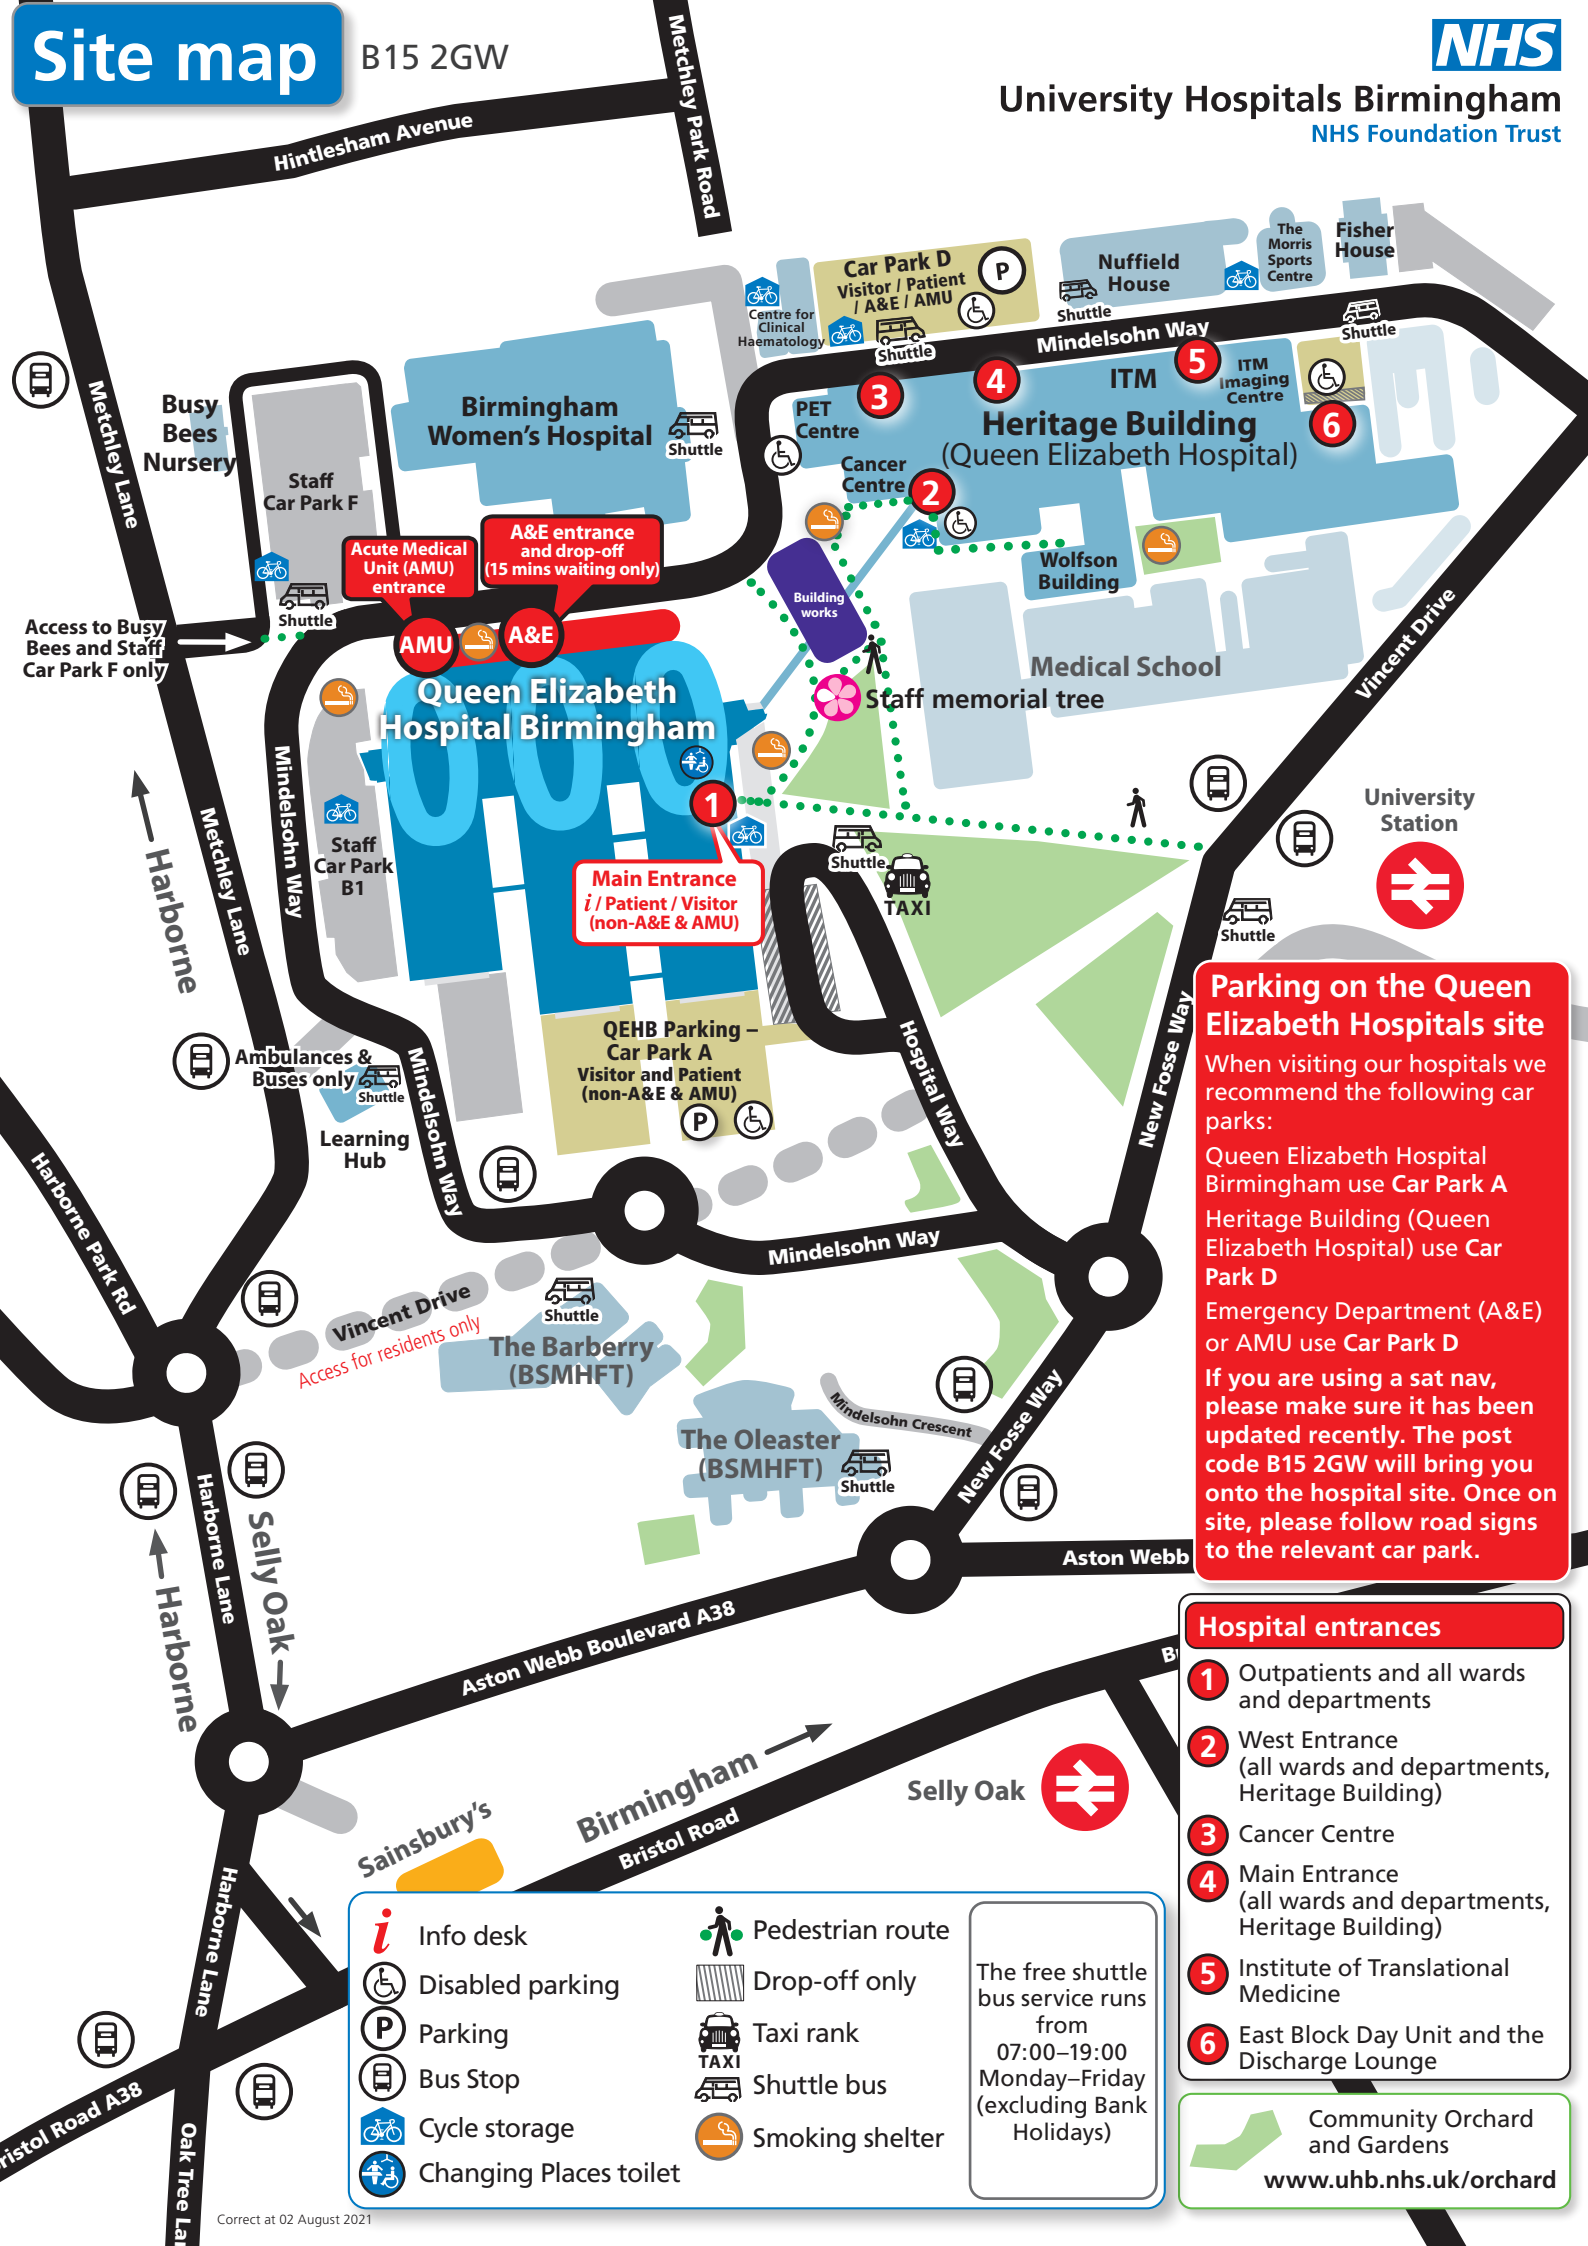 Site map
B15 2GW
NHS
University Hospitals Birmingham
NHS Foundation Trust
Metchley Park Road
Hintlesham Avenue
Car Park D
Visitor / Patient
/ A&E / AMU
P
Shuttle
Centre for
Clinical
Haematology
Nuffield
House
Shuttle
The
Morris
Sports
Centre
Fisher
House
Shuttle
Mindelsohn Way
3
4
5
ITM
ITM
Imaging
Centre
6
PET
Centre
Heritage Building
(Queen Elizabeth Hospital)
Cancer
Centre
2
Wolfson
Building
Birmingham
Women's Hospital
Shuttle
Busy
Bees
Nursery
Staff
Car Park F
Metchley Lane
Acute Medical
Unit (AMU)
entrance
A&E entrance
and drop-off
(15 mins waiting only)
Shuttle
Access to Busy
Bees and Staff
Car Park F only
AMU
A&E
Building
works
Medical School
Staff memorial tree
Vincent Drive
Queen Elizabeth
Hospital Birmingham
Mindelsohn Way
Metchley Lane
Harborne
Staff
Car Park
B1
1
Main Entrance
i / Patient / Visitor
(non-A&E & AMU)
Shuttle
TAXI
University
Station
Shuttle
QEHB Parking –
Car Park A
Visitor and Patient
(non-A&E & AMU)
P
Hospital Way
New Fosse Way
Ambulances &
Buses only
Shuttle
Learning
Hub
Mindelsohn Way
Harborne Park Rd
Mindelsohn Way
Vincent Drive
Access for residents only
Shuttle
The Barberry
(BSMHFT)
The Oleaster
(BSMHFT)
Shuttle
Mindelsohn Crescent
New Fosse Way
Harborne Lane
Selly Oak
Harborne
Aston Webb
Aston Webb Boulevard A38
Parking on the Queen
Elizabeth Hospitals site
When visiting our hospitals we
recommend the following car
parks:
Queen Elizabeth Hospital
Birmingham use Car Park A
Heritage Building (Queen
Elizabeth Hospital) use Car
Park D
Emergency Department (A&E)
or AMU use Car Park D
If you are using a sat nav,
please make sure it has been
updated recently. The post
code B15 2GW will bring you
onto the hospital site. Once on
site, please follow road signs
to the relevant car park.
Hospital entrances
1 Outpatients and all wards
and departments
2 West Entrance
(all wards and departments,
Heritage Building)
3 Cancer Centre
4 Main Entrance
(all wards and departments,
Heritage Building)
5 Institute of Translational
Medicine
6 East Block Day Unit and the
Discharge Lounge
Community Orchard
and Gardens
www.uhb.nhs.uk/orchard
Sainsbury's
Birmingham
Bristol Road
Selly Oak
Harborne Lane
i Info desk
Disabled parking
P Parking
Bus Stop
Cycle storage
Changing Places toilet
Pedestrian route
Drop-off only
TAXI
Taxi rank
Shuttle bus
Smoking shelter
The free shuttle
bus service runs
from
07:00–19:00
Monday–Friday
(excluding Bank
Holidays)
ristol Road A38
Oak Tree La
Correct at 02 August 2021